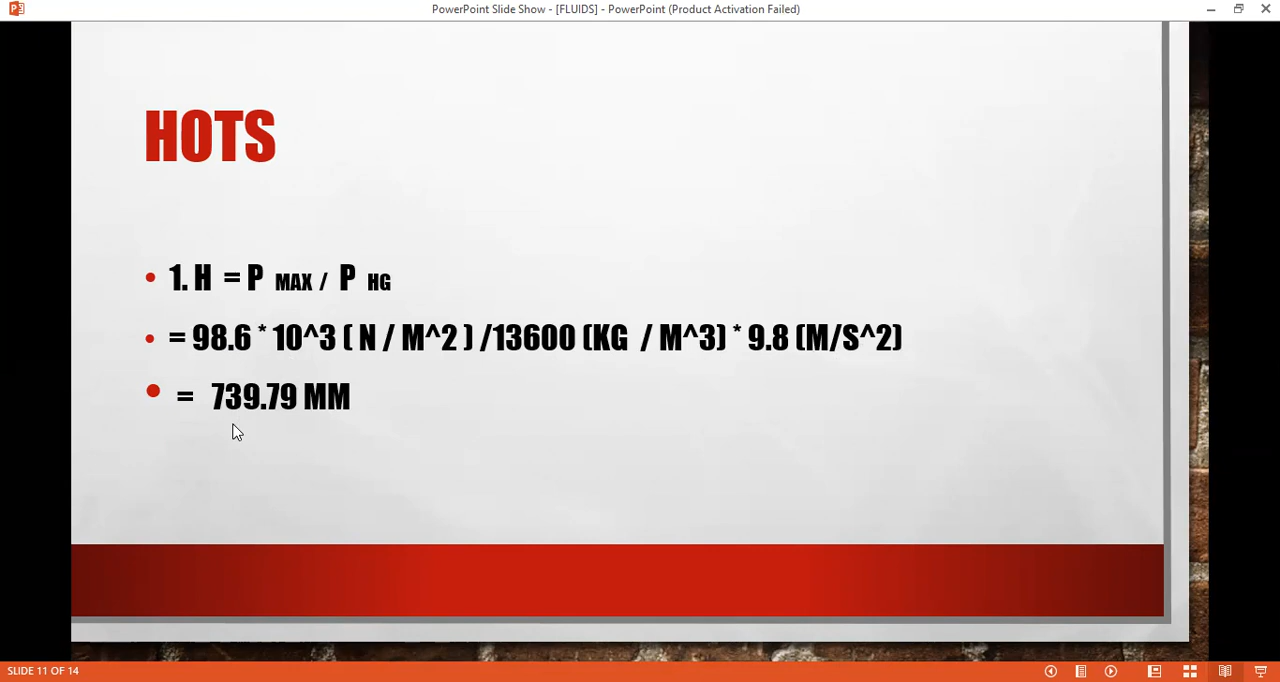 PowerPoint Slide Show - [FLUIDS] - PowerPoint (Product Activation Failed)
HOTS
• 1. H = P MAX / P HG
• = 98.6 * 10^3 ( N / M^2 ) /13600 (KG / M^3) * 9.8 (M/S^2)
• = 739.79 MM
SLIDE 11 OF 14